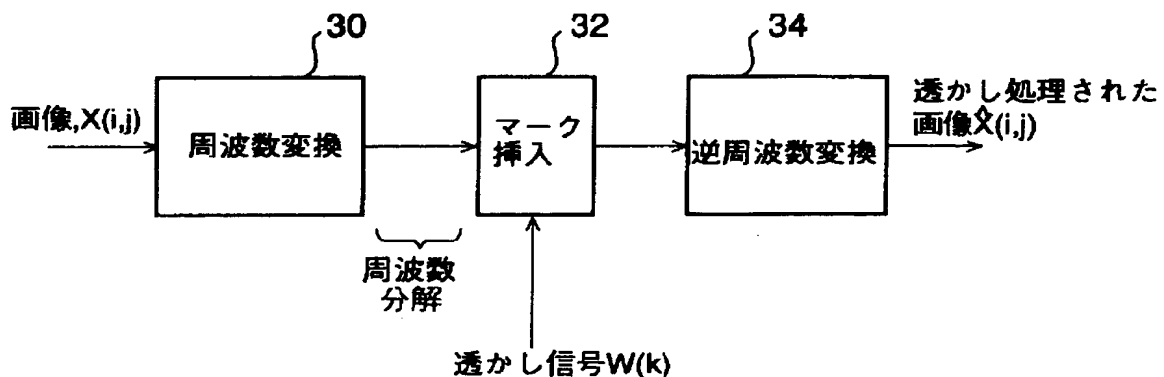 30
32
34
画像,X(i,j)
周波数変換
マーク
挿入
逆周波数変換
透かし処理された
画像X̂(i,j)
周波数
分解
透かし信号W(k)